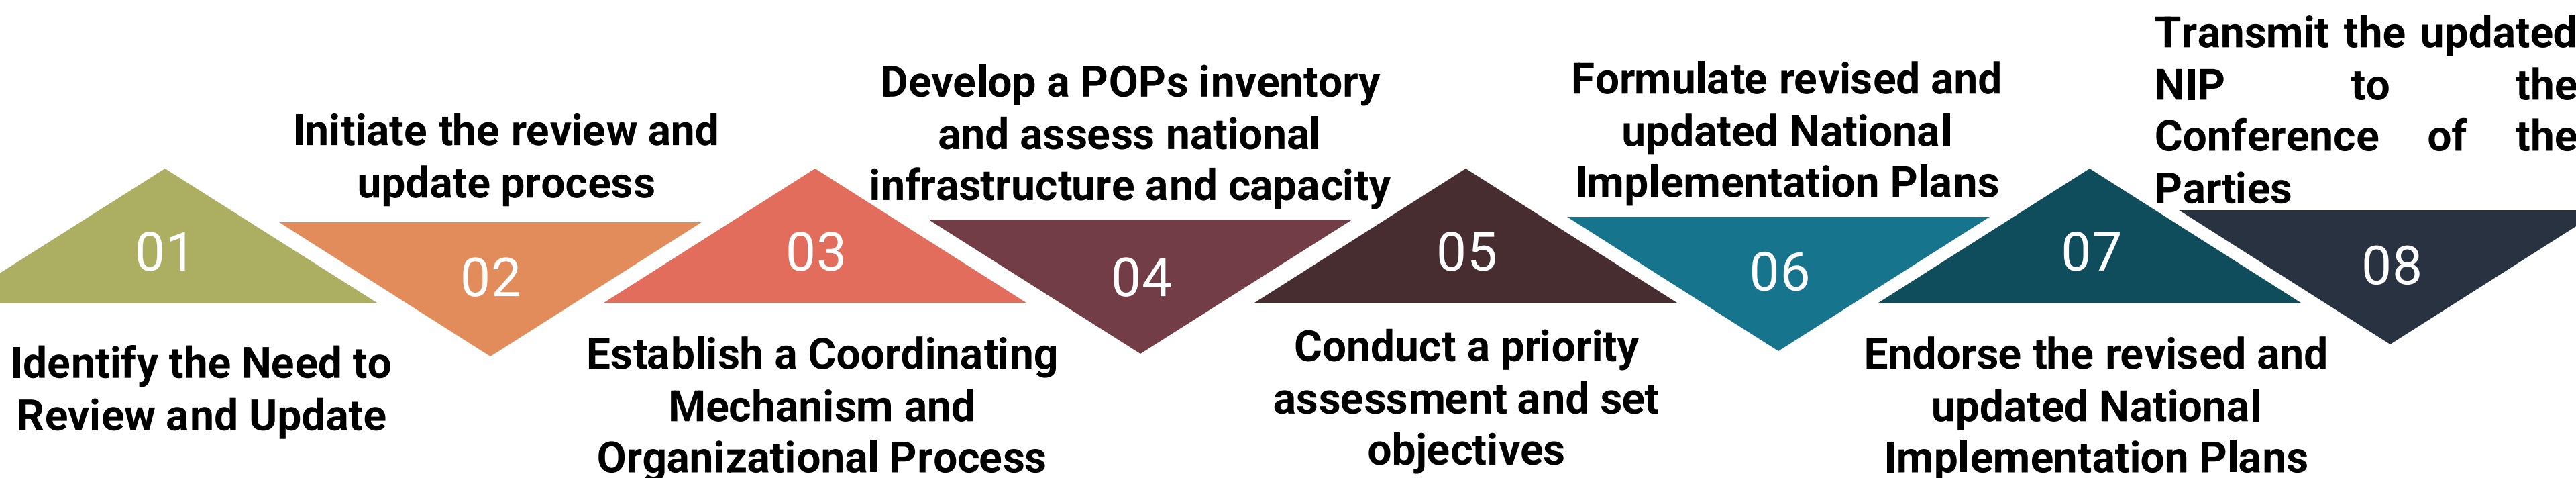 01
Identify the Need to
Review and Update
Initiate the review and
update process
02
03
Establish a Coordinating
Mechanism and
Organizational Process
Develop a POPs inventory
and assess national
infrastructure and capacity
04
05
Conduct a priority
assessment and set
objectives
Formulate revised and
updated National
Implementation Plans
06
07
Endorse the revised and
updated National
Implementation Plans
Transmit the updated
NIP to the
Conference of the
Parties
08